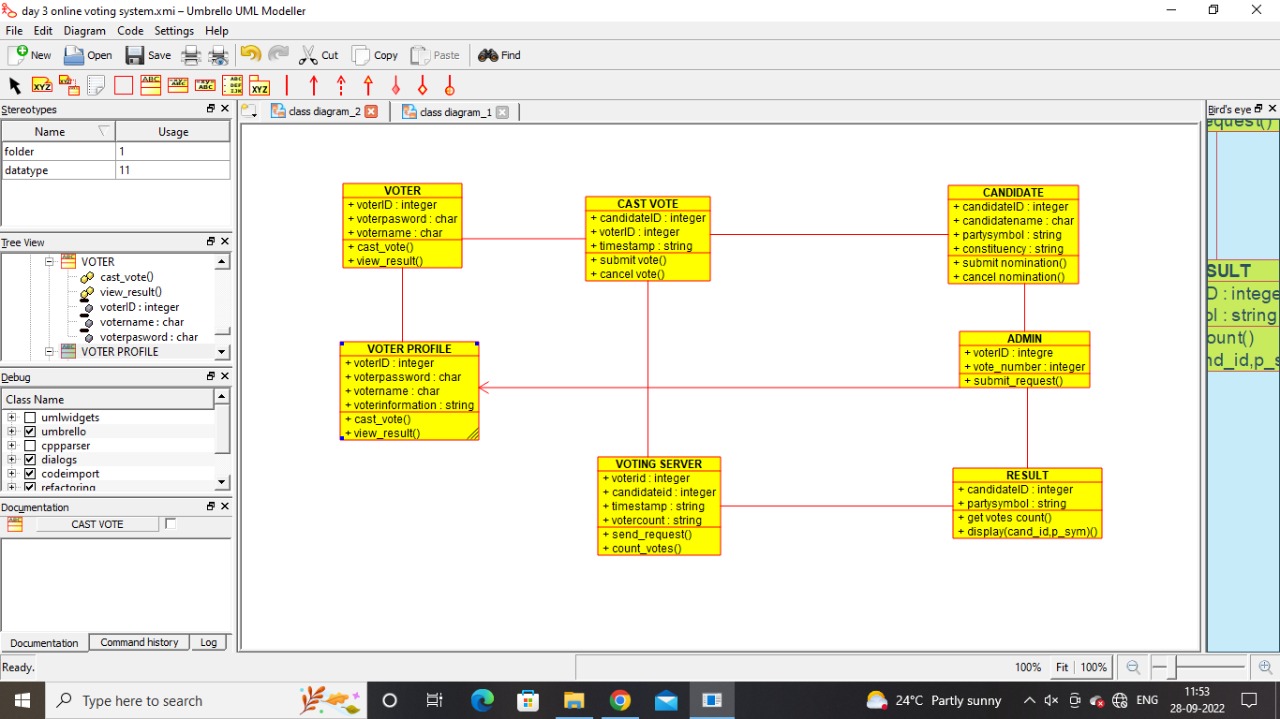 day 3 online voting system.xmi – Umbrello UML Modeller
File Edit Diagram Code Settings Help
New Open Save Cut Copy Paste Find
Stereotypes
Name Usage
folder 1
datatype 11
Tree View
VOTER
cast_vote()
view_result()
voterID : integer
votername : char
voterpasword : char
VOTER PROFILE
Debug
Class Name
umlwidgets
umbrello
cppparser
dialogs
codeimport
refactoring
Documentation
CAST VOTE
Documentation Command history Log
Ready.
class diagram_2 class diagram_1
VOTER
+ voterID : integer
+ voterpasword : char
+ votername : char
+ cast_vote()
+ view_result()
CAST VOTE
+ candidateID : integer
+ voterID : integer
+ timestamp : string
+ submit vote()
+ cancel vote()
CANDIDATE
+ candidateID : integer
+ candidatename : char
+ partysymbol : string
+ constituency : string
+ submit nomination()
+ cancel nomination()
VOTER PROFILE
+ voterID : integer
+ voterpassword : char
+ votername : char
+ voterinformation : string
+ cast_vote()
+ view_result()
ADMIN
+ voterID : integre
+ vote_number : integer
+ submit_request()
VOTING SERVER
+ voterid : integer
+ candidateid : integer
+ timestamp : string
+ votercount : string
+ send_request()
+ count_votes()
RESULT
+ candidateID : integer
+ partysymbol : string
+ get votes count()
+ display(cand_id,p_sym)()
Bird's eye
equest()
SULT
D : intege
ol : string
ount()
nd_id,p_s
100% Fit 100%
Type here to search
24°C Partly sunny
ENG
11:53
28-09-2022